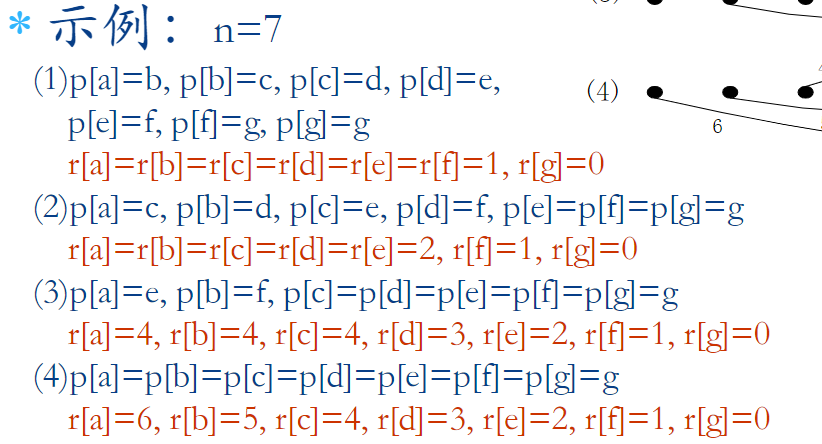 * 示例： n=7
(1)p[a]=b, p[b]=c, p[c]=d, p[d]=e,
p[e]=f, p[f]=g, p[g]=g
r[a]=r[b]=r[c]=r[d]=r[e]=r[f]=1, r[g]=0
(2)p[a]=c, p[b]=d, p[c]=e, p[d]=f, p[e]=p[f]=p[g]=g
r[a]=r[b]=r[c]=r[d]=r[e]=2, r[f]=1, r[g]=0
(3)p[a]=e, p[b]=f, p[c]=p[d]=p[e]=p[f]=p[g]=g
r[a]=4, r[b]=4, r[c]=4, r[d]=3, r[e]=2, r[f]=1, r[g]=0
(4)p[a]=p[b]=p[c]=p[d]=p[e]=p[f]=p[g]=g
r[a]=6, r[b]=5, r[c]=4, r[d]=3, r[e]=2, r[f]=1, r[g]=0
(4)
6